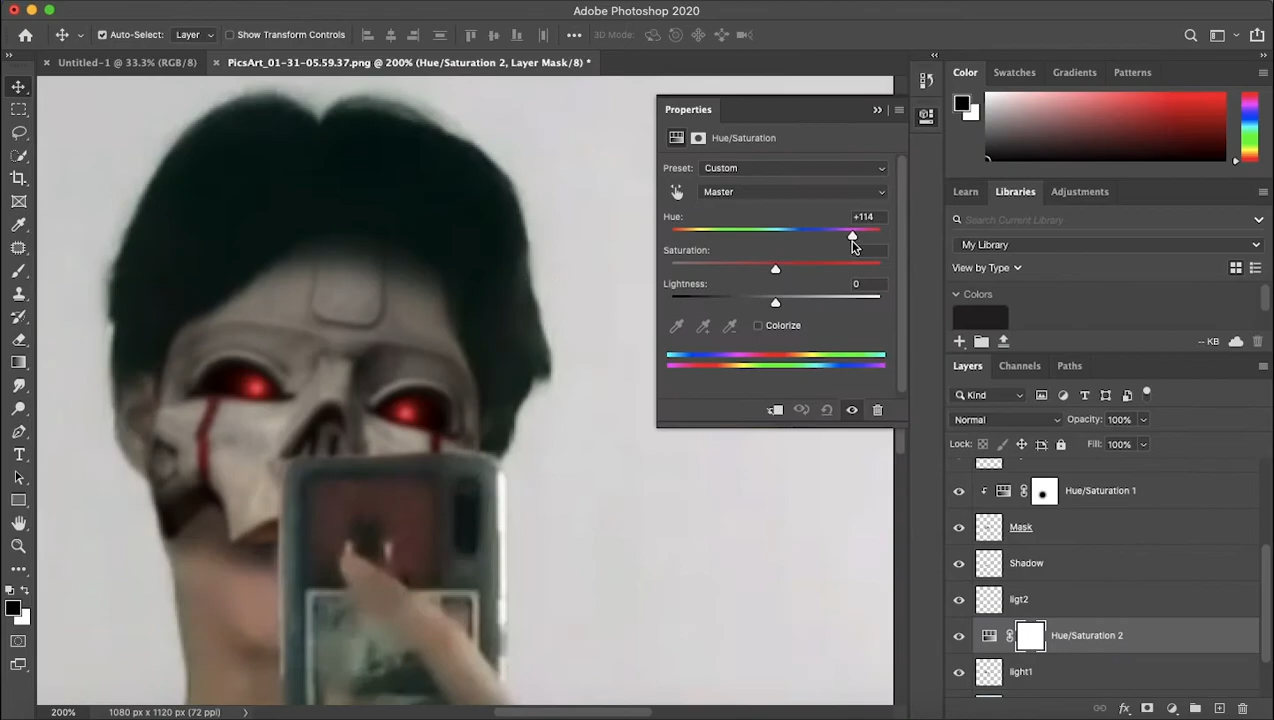 Adobe Photoshop 2020
Auto-Select: Layer Show Transform Controls 3D Mode:
Untitled-1 @ 33.3% (RGB/8)
PicsArt_01-31-05.59.37.png @ 200% (Hue/Saturation 2, Layer Mask/8) *
Properties
Hue/Saturation
Preset: Custom
Master
Hue: +114
Saturation:
Lightness: 0
Colorize
Color Swatches Gradients Patterns
Learn Libraries Adjustments
Search Current Library
My Library
View by Type
Colors
-- KB
Layers Channels Paths
Kind
Normal Opacity: 100%
Lock: Fill: 100%
Hue/Saturation 1
Mask
Shadow
ligt2
Hue/Saturation 2
light1
fx
200% 1080 px x 1120 px (72 ppi)